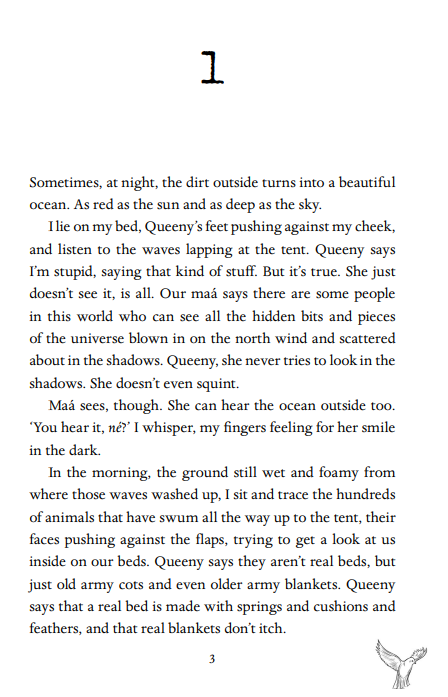 1
Sometimes, at night, the dirt outside turns into a beautiful
ocean. As red as the sun and as deep as the sky.
I lie on my bed, Queeny’s feet pushing against my cheek,
and listen to the waves lapping at the tent. Queeny says
I’m stupid, saying that kind of stuff. But it’s true. She just
doesn’t see it, is all. Our maá says there are some people
in this world who can see all the hidden bits and pieces
of the universe blown in on the north wind and scattered
about in the shadows. Queeny, she never tries to look in the
shadows. She doesn’t even squint.
Maá sees, though. She can hear the ocean outside too.
‘You hear it, né?’ I whisper, my fingers feeling for her smile
in the dark.
In the morning, the ground still wet and foamy from
where those waves washed up, I sit and trace the hundreds
of animals that have swum all the way up to the tent, their
faces pushing against the flaps, trying to get a look at us
inside on our beds. Queeny says they aren’t real beds, but
just old army cots and even older army blankets. Queeny
says that a real bed is made with springs and cushions and
feathers, and that real blankets don’t itch.
3